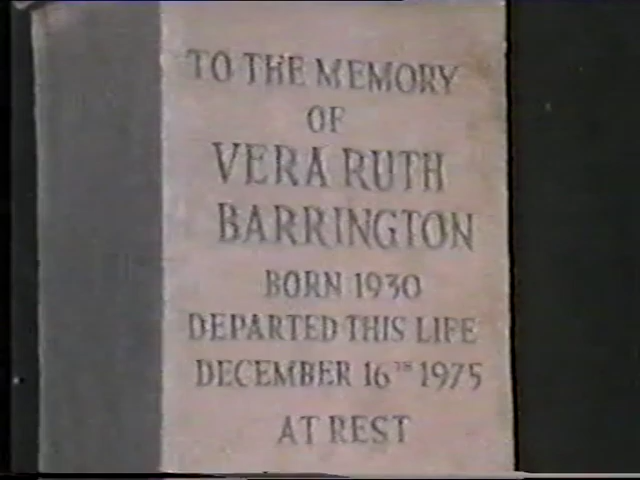 TO THE MEMORY
OF
VERA RUTH
BARRINGTON
BORN 1930
DEPARTED THIS LIFE
DECEMBER 16TH 1975
AT REST